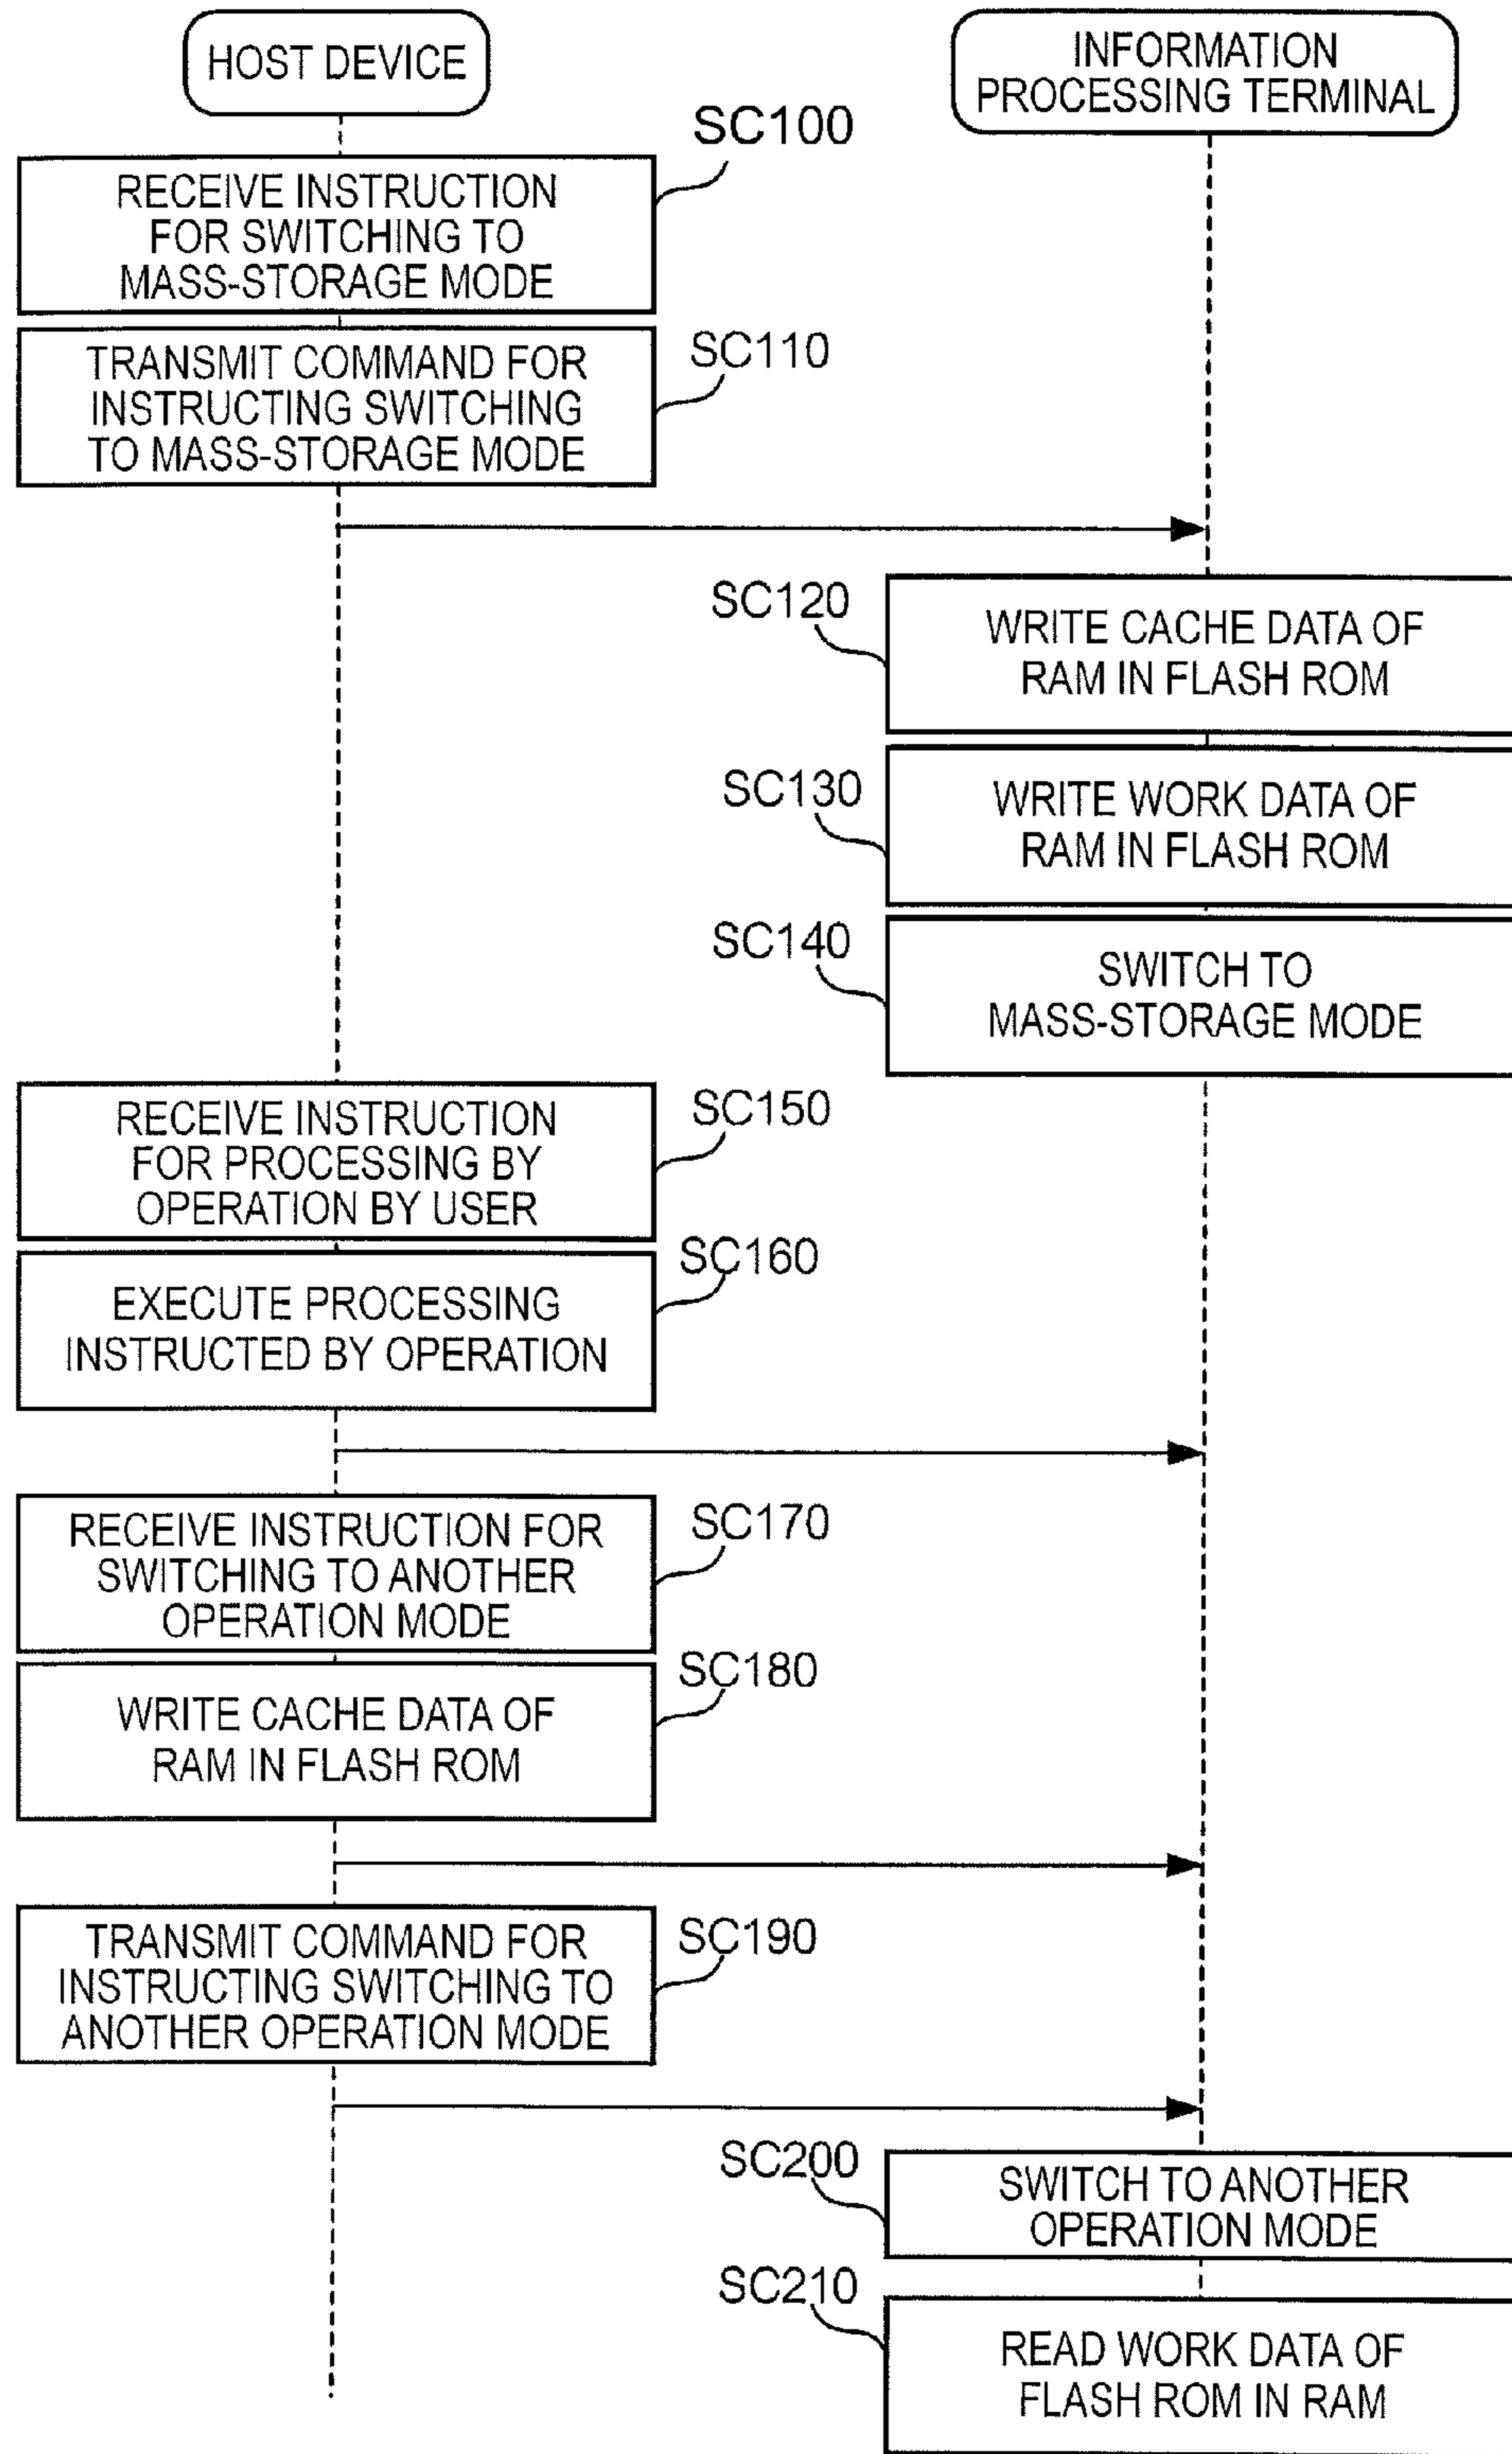 HOST DEVICE
INFORMATION
PROCESSING TERMINAL
SC100
RECEIVE INSTRUCTION
FOR SWITCHING TO
MASS-STORAGE MODE
SC110
TRANSMIT COMMAND FOR
INSTRUCTING SWITCHING
TO MASS-STORAGE MODE
SC120
WRITE CACHE DATA OF
RAM IN FLASH ROM
SC130
WRITE WORK DATA OF
RAM IN FLASH ROM
SC140
SWITCH TO
MASS-STORAGE MODE
SC150
RECEIVE INSTRUCTION
FOR PROCESSING BY
OPERATION BY USER
SC160
EXECUTE PROCESSING
INSTRUCTED BY OPERATION
SC170
RECEIVE INSTRUCTION FOR
SWITCHING TO ANOTHER
OPERATION MODE
SC180
WRITE CACHE DATA OF
RAM IN FLASH ROM
SC190
TRANSMIT COMMAND FOR
INSTRUCTING SWITCHING TO
ANOTHER OPERATION MODE
SC200
SWITCH TO ANOTHER
OPERATION MODE
SC210
READ WORK DATA OF
FLASH ROM IN RAM